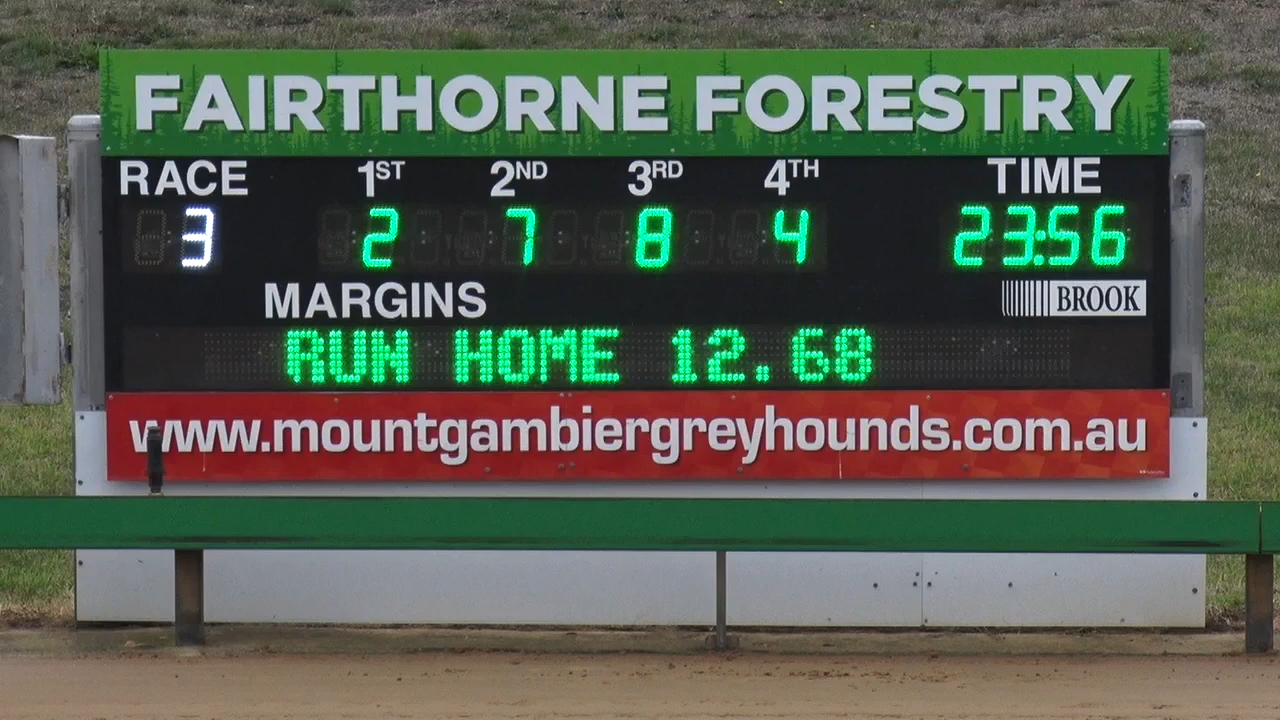 FAIRTHORNE FORESTRY
RACE 1ST 2ND 3RD 4TH TIME
3 2 7 8 4 23:56
MARGINS BROOK
RUN HOME 12.68
www.mountgambiergreyhounds.com.au